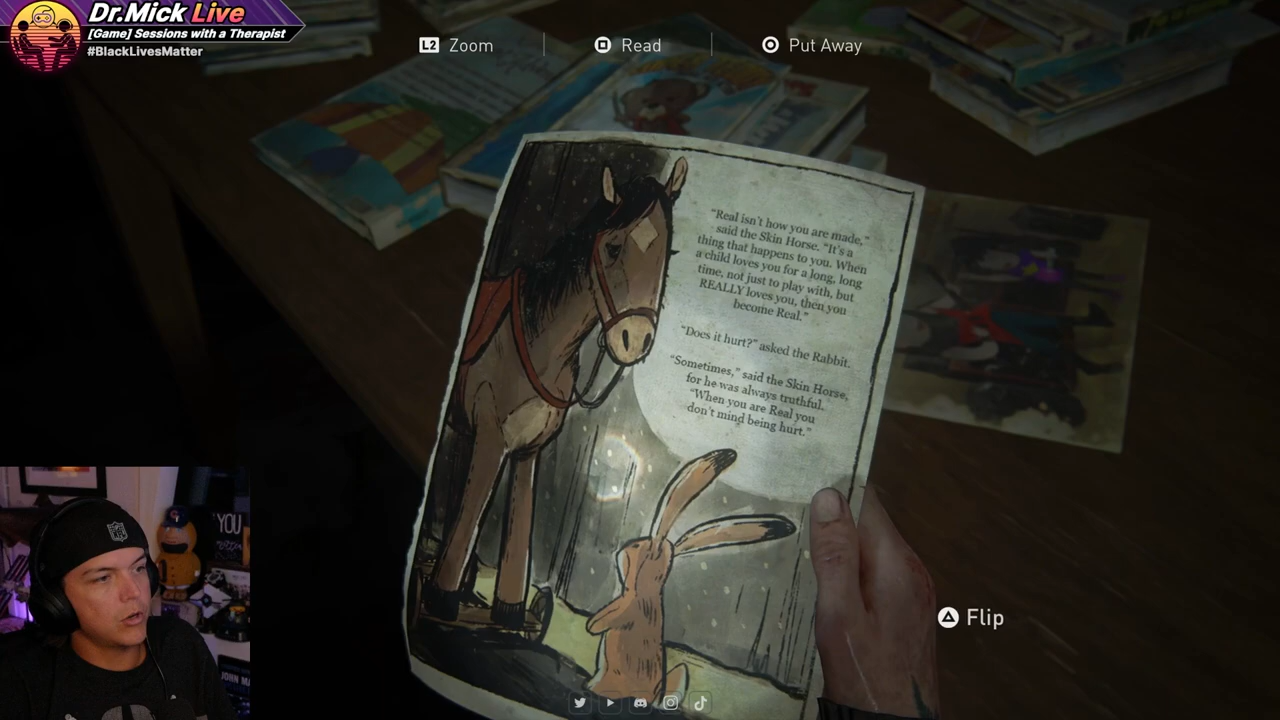 Dr.Mick Live
[Game] Sessions with a Therapist
#BlackLivesMatter
L2 Zoom
Read
Put Away
"Real isn't how you are made,"
said the Skin Horse. "It's a
thing that happens to you. When
a child loves you for a long, long
time, not just to play with, but
REALLY loves you, then you
become Real."
"Does it hurt?" asked the Rabbit.
"Sometimes," said the Skin Horse,
for he was always truthful.
"When you are Real you
don't mind being hurt."
Flip
YOU
NFL